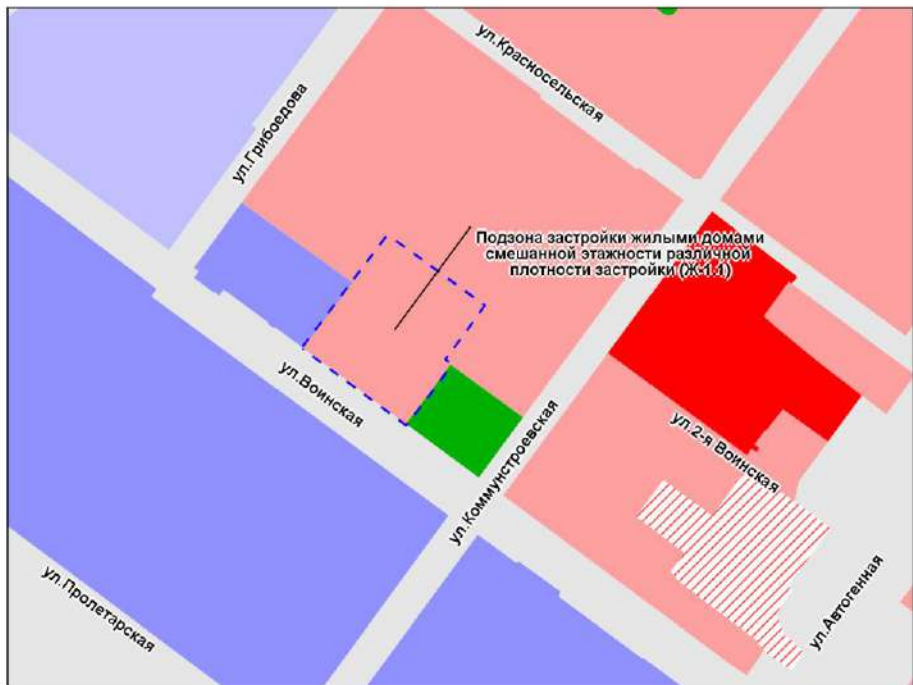 ул.Красносельская
ул.Грибоедова
Подзона застройки жилыми домами
смешанной этажности различной
плотности застройки (Ж-1.1)
ул.Воинская
ул.2-я Воинская
ул.Коммунстроевская
ул.Пролетарская
ул.Автогенная